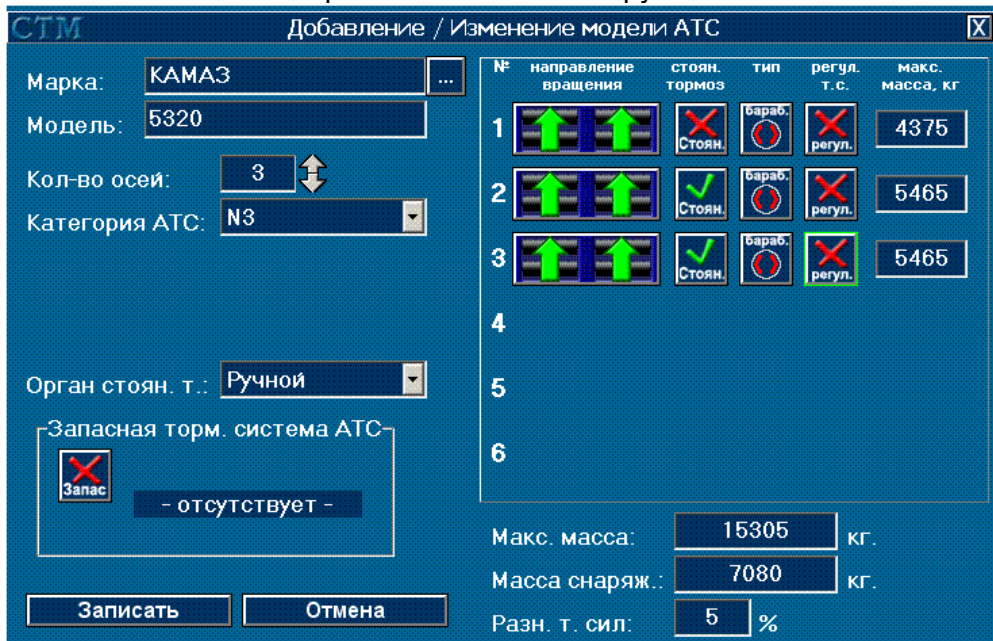 СТМ Добавление / Изменение модели АТС X
Марка: КАМАЗ ...
Модель: 5320
Кол-во осей: 3
Категория АТС: N3
Орган стоян. т.: Ручной
Запасная торм. система АТС
Запас
- отсутствует -
Записать Отмена
№ направление вращения стоян. тормоз тип регул. т.с. макс. масса, кг
1 Стоян. бараб. регул. 4375
2 Стоян. бараб. регул. 5465
3 Стоян. бараб. регул. 5465
4
5
6
Макс. масса: 15305 кг.
Масса снаряж.: 7080 кг.
Разн. т. сил: 5 %